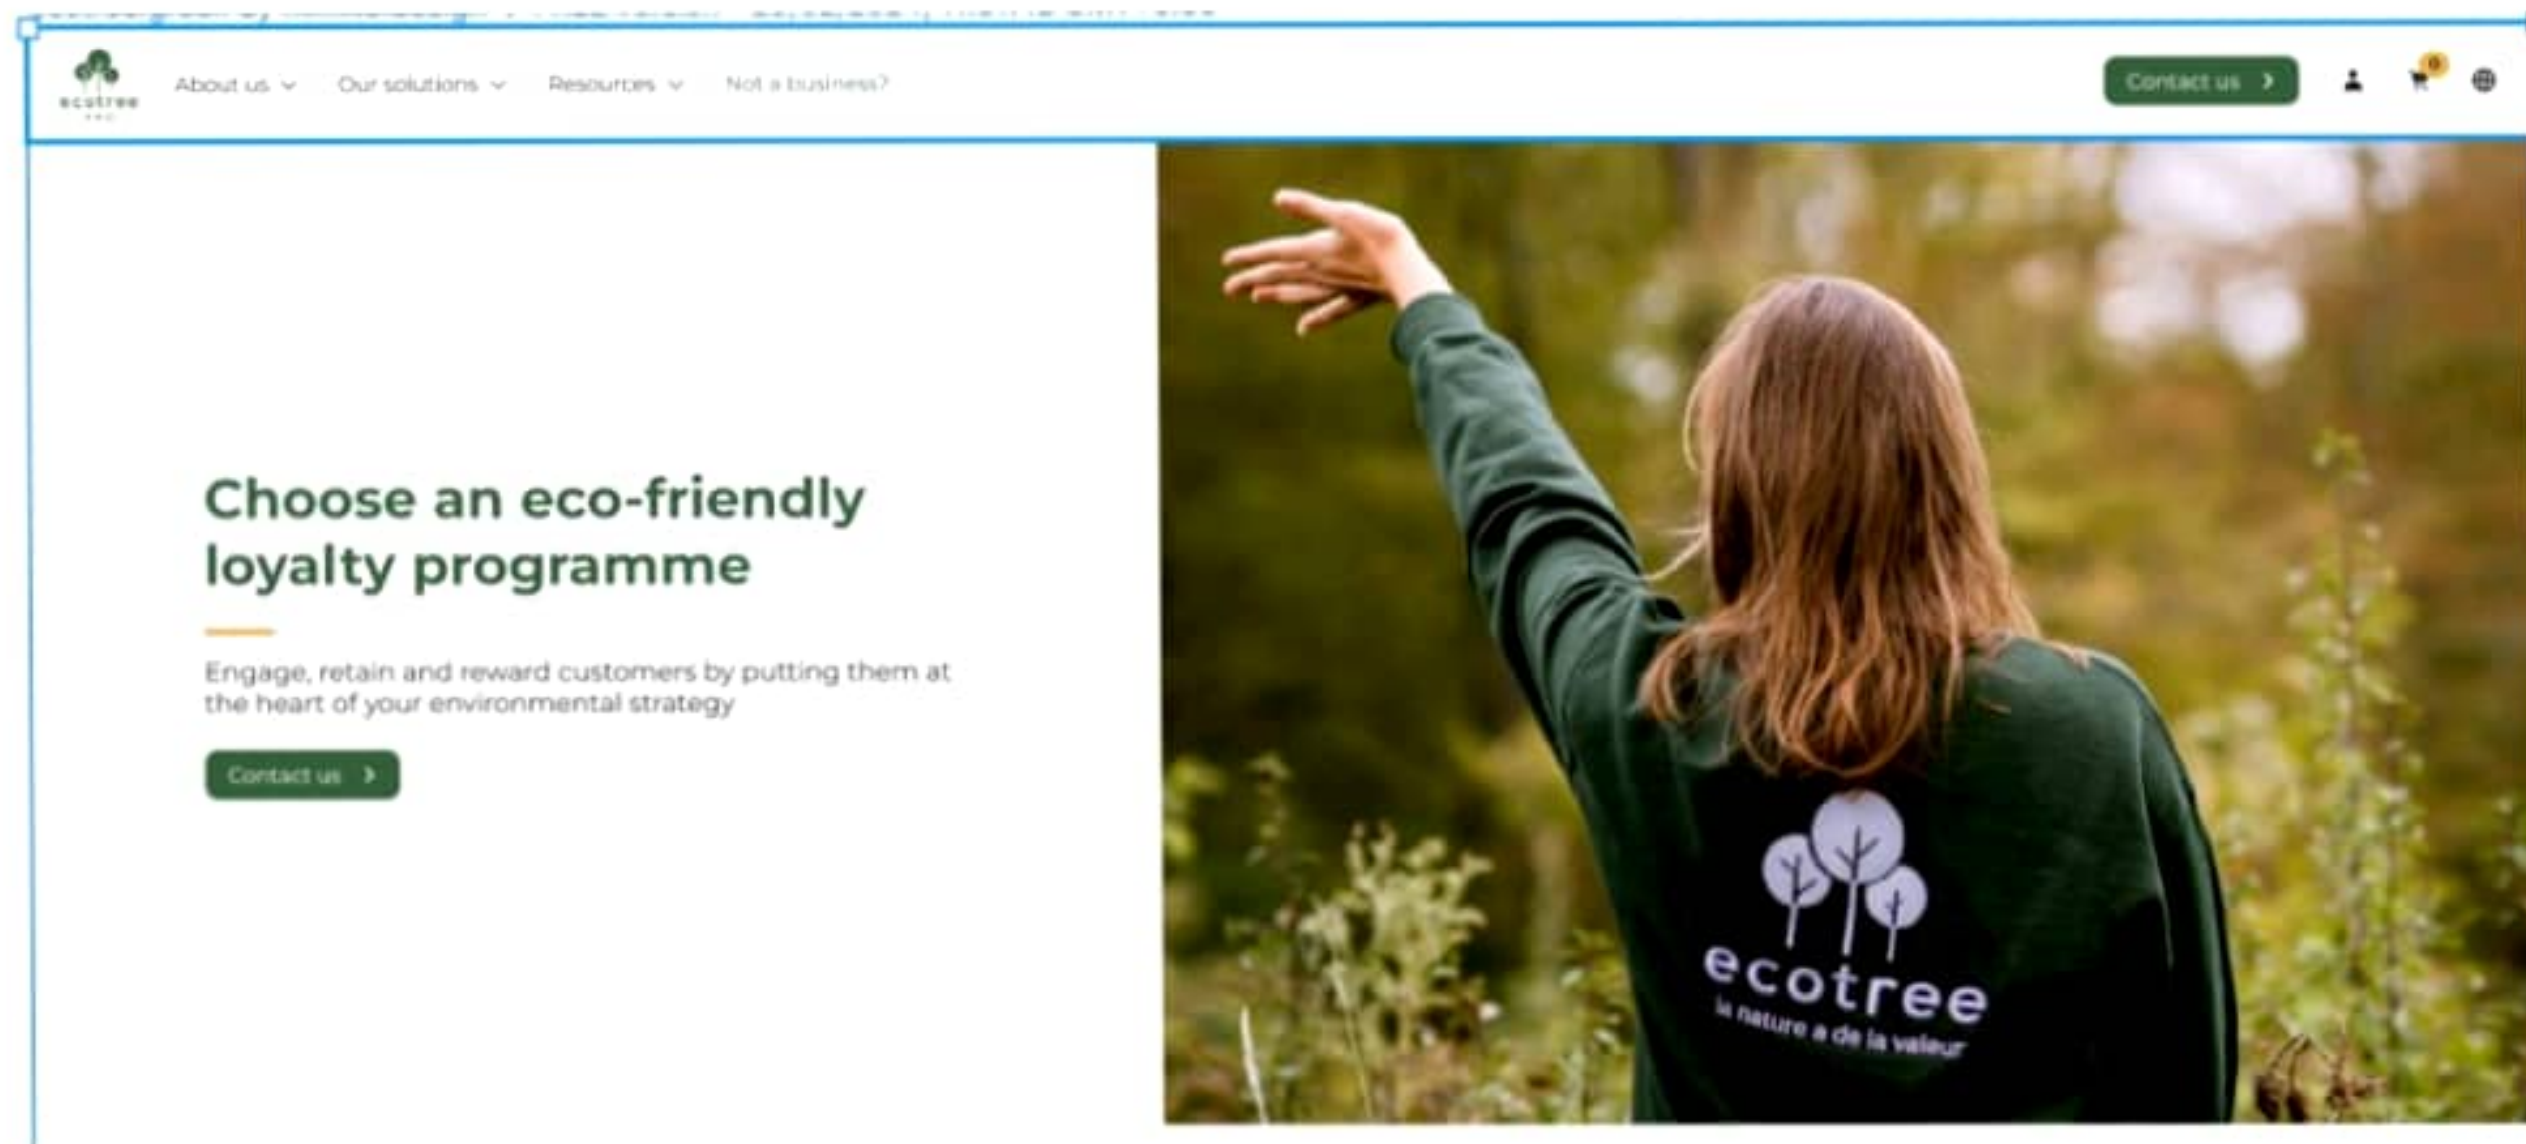 ecotree
About us
Our solutions
Resources
Not a business?
Contact us
0
Choose an eco-friendly
loyalty programme
Engage, retain and reward customers by putting them at
the heart of your environmental strategy
Contact us
ecotree
la nature a de la valeur